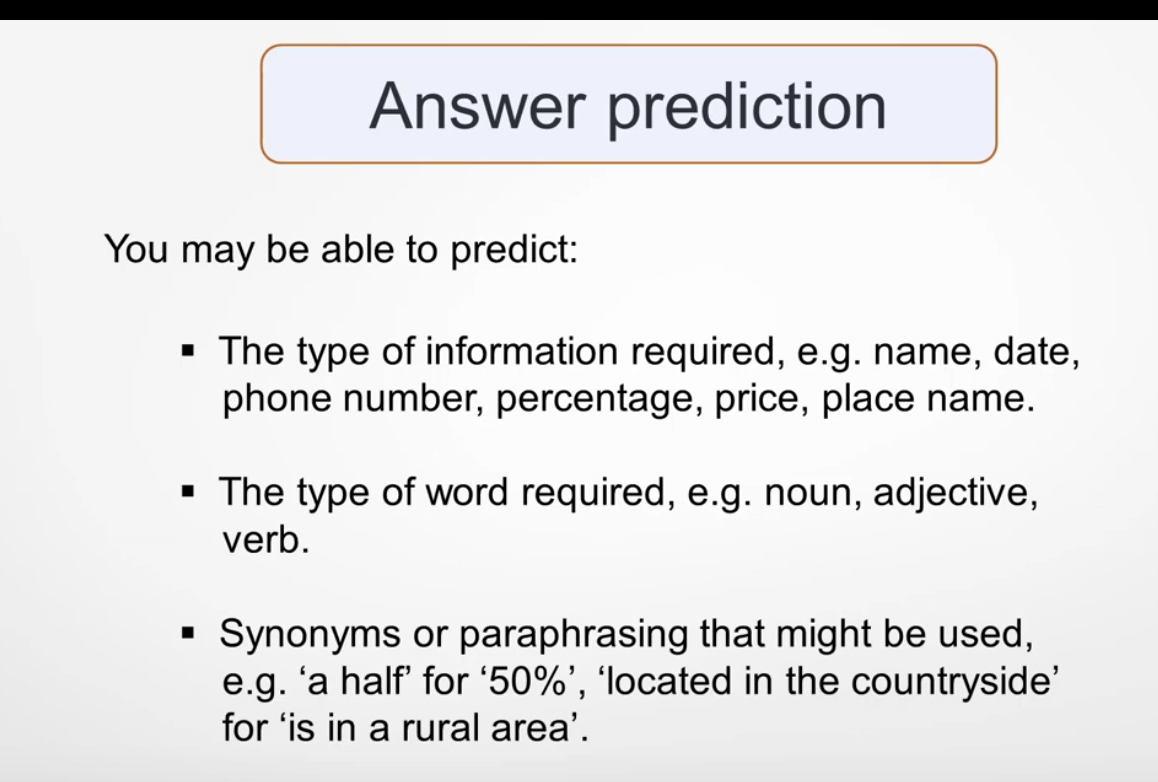 Answer prediction
You may be able to predict:
▪ The type of information required, e.g. name, date,
phone number, percentage, price, place name.
▪ The type of word required, e.g. noun, adjective,
verb.
▪ Synonyms or paraphrasing that might be used,
e.g. ‘a half’ for ‘50%’, ‘located in the countryside’
for ‘is in a rural area’.